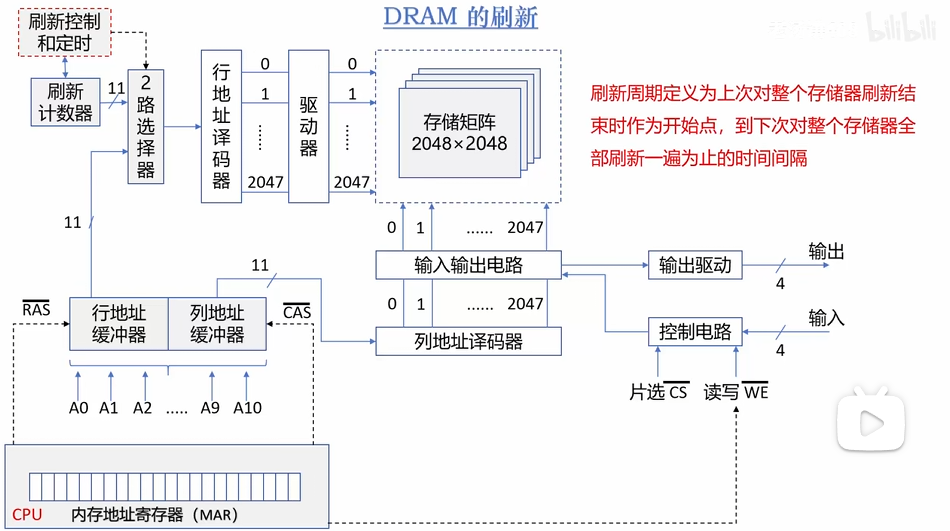 DRAM 的刷新
bilibili
刷新控制
和定时
刷新
计数器
11
2
路
选
择
器
行
地
址
译
码
器
0
1
......
2047
驱
动
器
0
1
......
2047
存储矩阵
2048×2048
刷新周期定义为上次对整个存储器刷新结
束时作为开始点，到下次对整个存储器全
部刷新一遍为止的时间间隔
11
0 1 ...... 2047
输入输出电路
输出驱动
输出
4
11
0 1 ...... 2047
列地址译码器
控制电路
输入
4
RAS
行地址
缓冲器
列地址
缓冲器
CAS
片选 CS 读写 WE
A0 A1 A2 ..... A9 A10
CPU 内存地址寄存器（MAR）